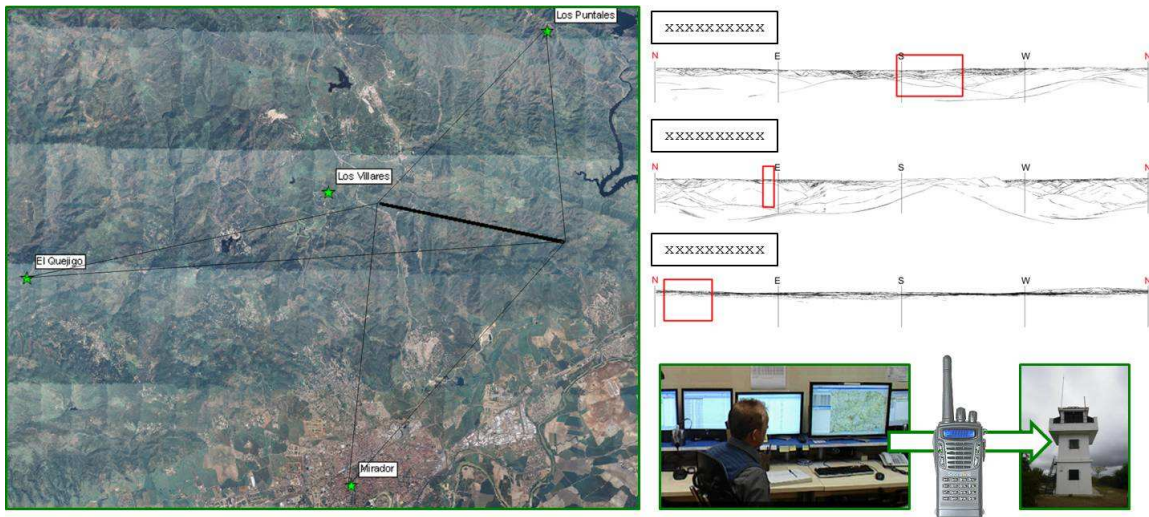 Los Puntales
Los Villares
El Quejigo
Mirador
XXXXXXXXXX
N E S W N
XXXXXXXXXX
N E S W N
XXXXXXXXXX
N E S W N